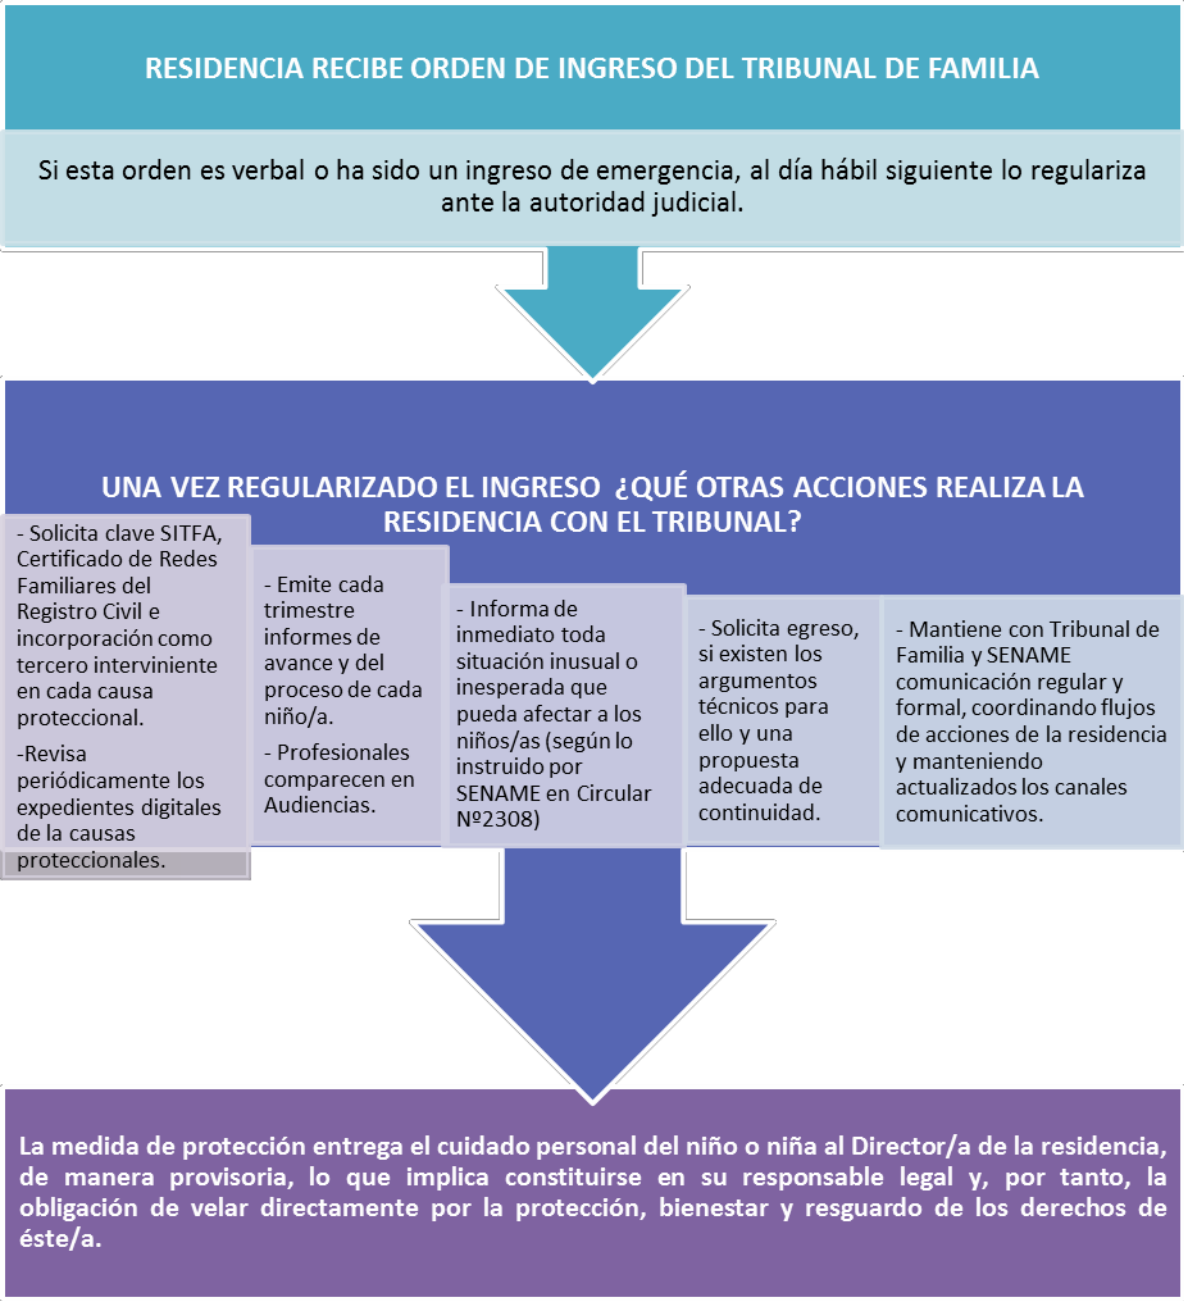 RESIDENCIA RECIBE ORDEN DE INGRESO DEL TRIBUNAL DE FAMILIA
Si esta orden es verbal o ha sido un ingreso de emergencia, al día hábil siguiente lo regulariza
ante la autoridad judicial.
UNA VEZ REGULARIZADO EL INGRESO ¿QUÉ OTRAS ACCIONES REALIZA LA
RESIDENCIA CON EL TRIBUNAL?
- Solicita clave SITFA,
Certificado de Redes
Familiares del
Registro Civil e
incorporación como
tercero interviniente
en cada causa
proteccional.
-Revisa
periódicamente los
expedientes digitales
de la causas
proteccionales.
- Emite cada
trimestre
informes de
avance y del
proceso de cada
niño/a.
- Profesionales
comparecen en
Audiencias.
- Informa de
inmediato toda
situación inusual o
inesperada que
pueda afectar a los
niños/as (según lo
instruido por
SENAME en Circular
Nº2308)
- Solicita egreso,
si existen los
argumentos
técnicos para
ello y una
propuesta
adecuada de
continuidad.
- Mantiene con Tribunal de
Familia y SENAME
comunicación regular y
formal, coordinando flujos
de acciones de la residencia
y manteniendo
actualizados los canales
comunicativos.
La medida de protección entrega el cuidado personal del niño o niña al Director/a de la residencia,
de manera provisoria, lo que implica constituirse en su responsable legal y, por tanto, la
obligación de velar directamente por la protección, bienestar y resguardo de los derechos de
éste/a.